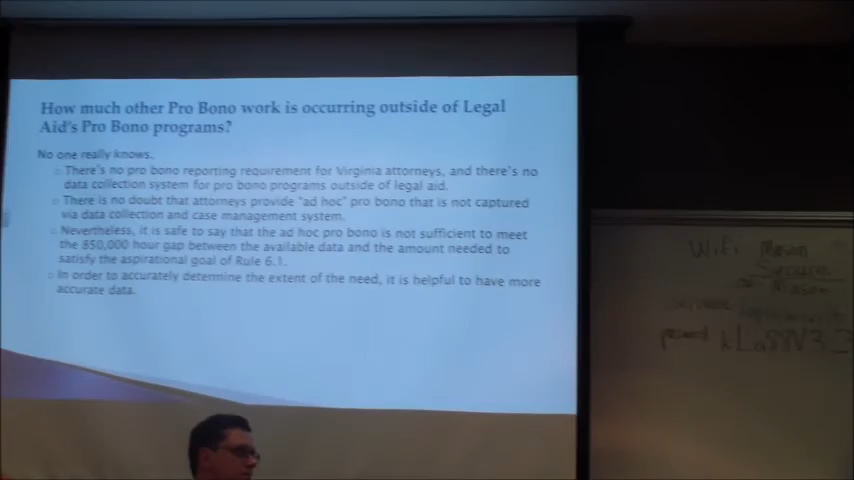 How much other Pro Bono work is occurring outside of Legal
Aid's Pro Bono programs?
No one really knows.
There's no pro bono reporting requirement for Virginia attorneys, and there's no
data collection system for pro bono programs outside of legal aid.
There is no doubt that attorneys provide "ad hoc" pro bono that is not captured
via data collection and case management system.
Nevertheless, it is safe to say that the ad hoc pro bono is not sufficient to meet
the 850,000 hour gap between the available data and the amount needed to
satisfy the aspirational goal of Rule 6.1.
In order to accurately determine the extent of the need, it is helpful to have more
accurate data.
Wifi Mason
Secure
or Mason